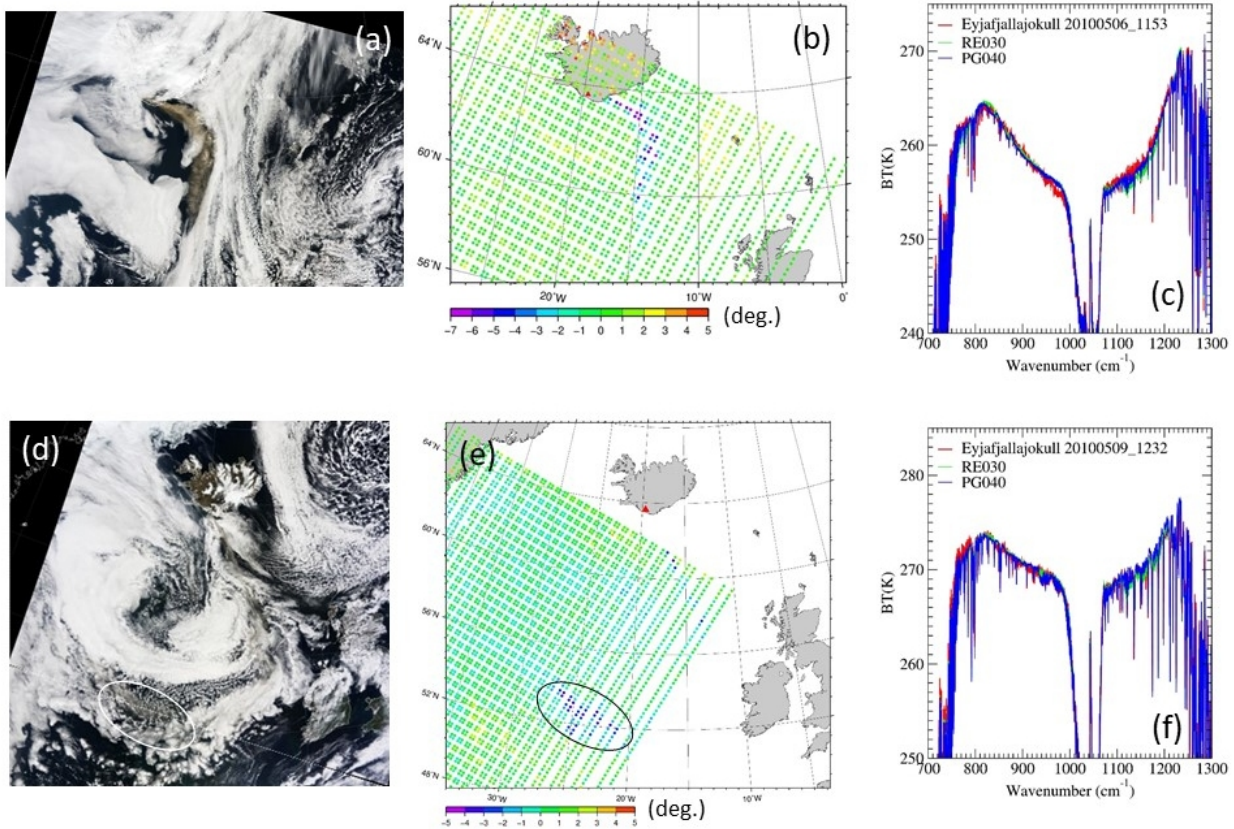 (a)
(b)
64°N
60°N
56°N
20°W
10°W
0°
-7 -6 -5 -4 -3 -2 -1 0 1 2 3 4 5
(deg.)
(c)
Eyjafjallajokull 20100506_1153
RE030
PG040
BT(K)
270
260
250
240
700 800 900 1000 1100 1200 1300
Wavenumber (cm-1)
(d)
(e)
64°N
60°N
56°N
52°N
48°N
30°W
20°W
10°W
-5 -4 -3 -2 -1 0 1 2 3 4 5
(deg.)
(f)
Eyjafjallajokull 20100509_1232
RE030
PG040
BT(K)
280
270
260
250
700 800 900 1000 1100 1200 1300
Wavenumber (cm-1)